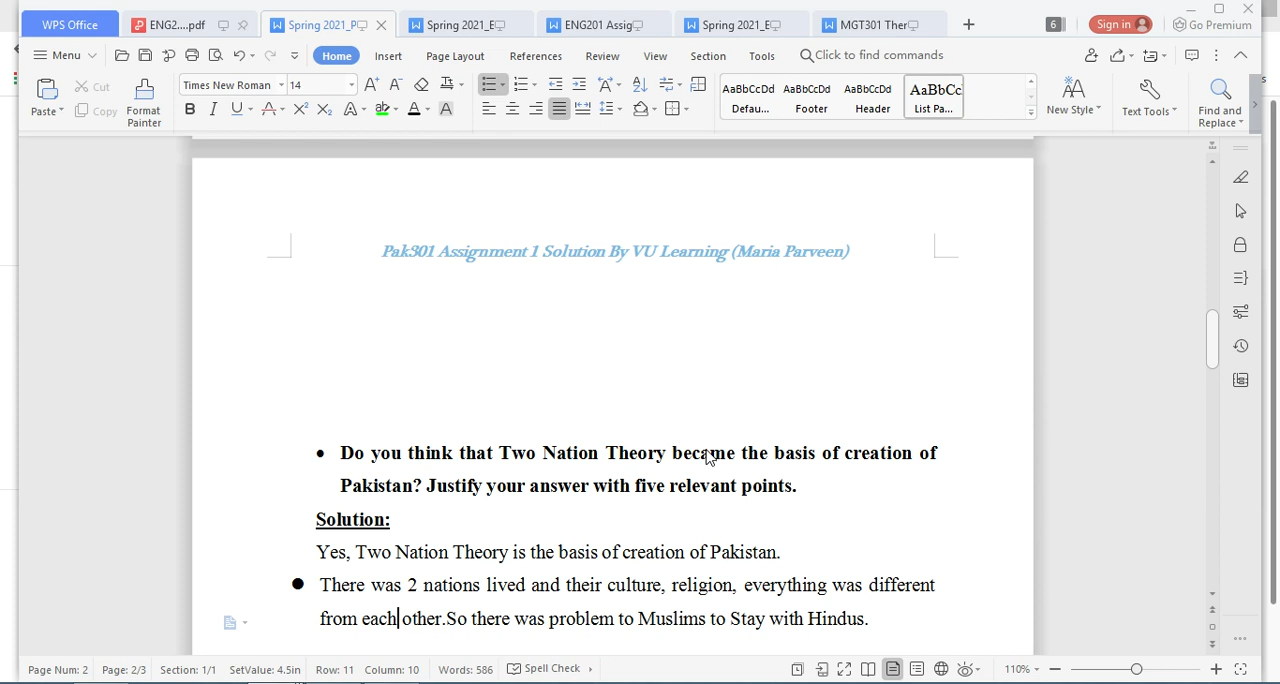 WPS Office
ENG2....pdf
Spring 2021_P
Spring 2021_E
ENG201 Assig
Spring 2021_E
MGT301 Ther
6
Sign in
Go Premium
Menu
Home
Insert
Page Layout
References
Review
View
Section
Tools
Click to find commands
Paste
Cut
Copy
Format
Painter
Times New Roman
14
AaBbCcDd
Defau...
AaBbCcDd
Footer
AaBbCcDd
Header
AaBbCc
List Pa...
New Style
Text Tools
Find and
Replace
Pak301 Assignment 1 Solution By VU Learning (Maria Parveen)
• Do you think that Two Nation Theory became the basis of creation of
Pakistan? Justify your answer with five relevant points.
Solution:
Yes, Two Nation Theory is the basis of creation of Pakistan.
● There was 2 nations lived and their culture, religion, everything was different
from each other.So there was problem to Muslims to Stay with Hindus.
Page Num: 2
Page: 2/3
Section: 1/1
SetValue: 4.5in
Row: 11
Column: 10
Words: 586
Spell Check
110%